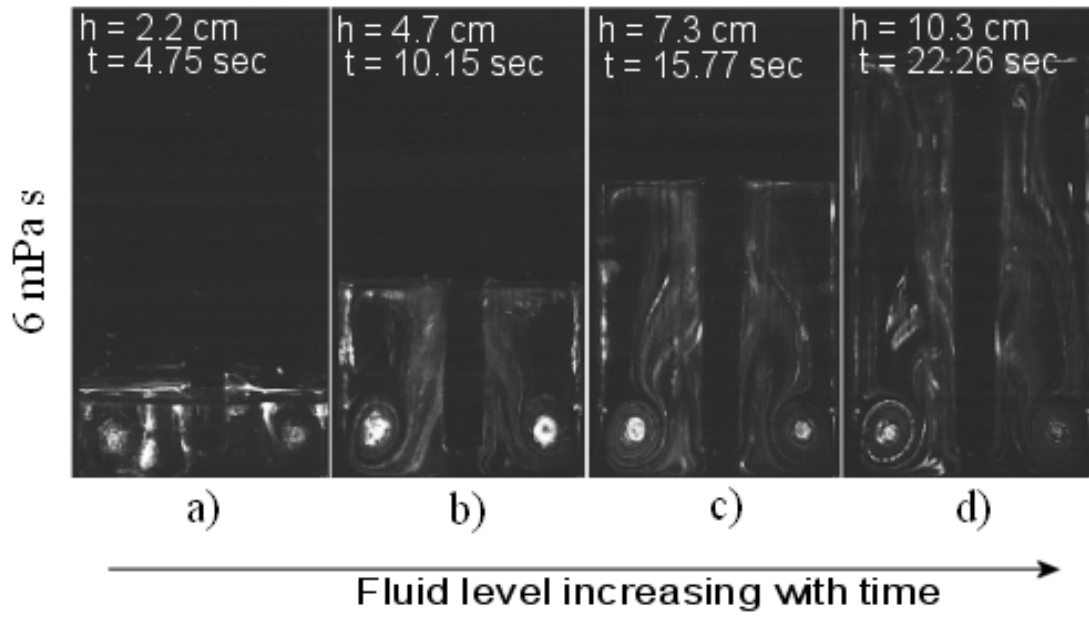 h = 2.2 cm
t = 4.75 sec
h = 4.7 cm
t = 10.15 sec
h = 7.3 cm
t = 15.77 sec
h = 10.3 cm
t = 22.26 sec
6 mPa s
a)
b)
c)
d)
Fluid level increasing with time